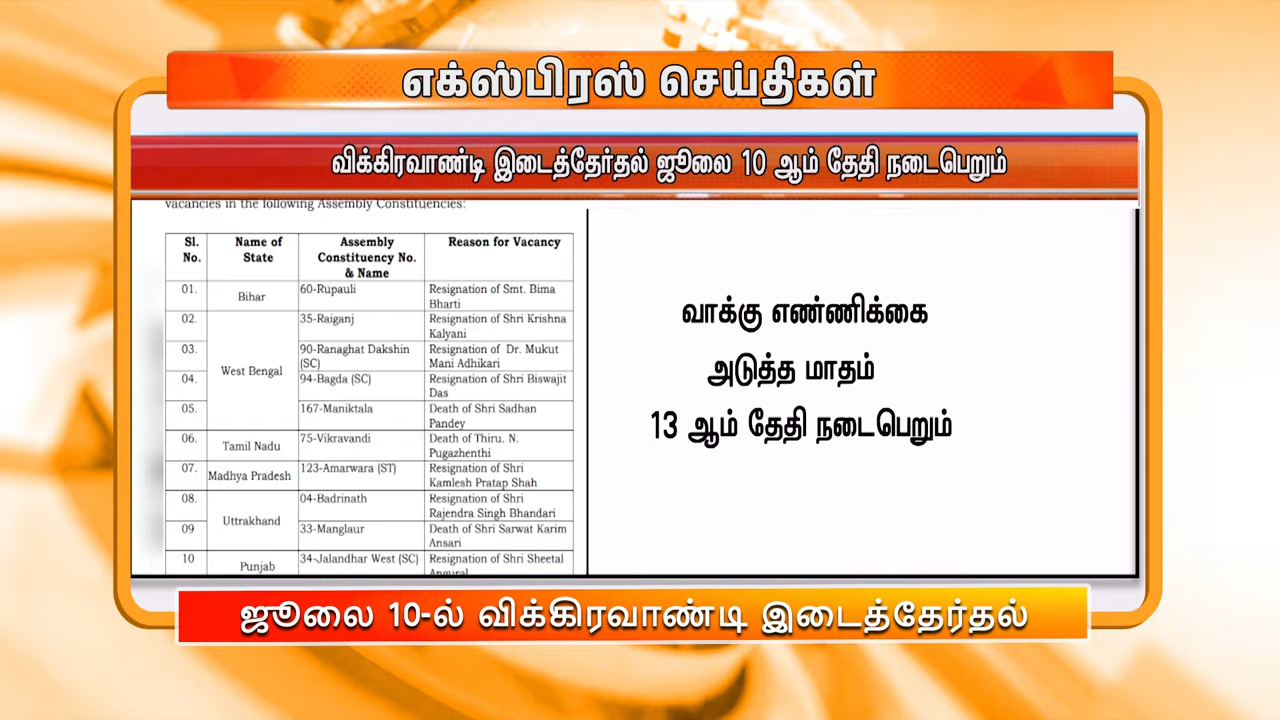 எக்ஸ்பிரஸ் செய்திகள்
விக்கிரவாண்டி இடைத்தேர்தல் ஜூலை 10 ஆம் தேதி நடைபெறும்
vacancies in the following Assembly Constituencies:
Sl. No. Name of State Assembly Constituency No. & Name Reason for Vacancy
01. Bihar 60-Rupauli Resignation of Smt. Bima Bharti
02. West Bengal 35-Raiganj Resignation of Shri Krishna Kalyani
03. 90-Ranaghat Dakshin (SC) Resignation of Dr. Mukut Mani Adhikari
04. 94-Bagda (SC) Resignation of Shri Biswajit Das
05. 167-Maniktala Death of Shri Sadhan Pandey
06. Tamil Nadu 75-Vikravandi Death of Thiru. N. Pugazhenthi
07. Madhya Pradesh 123-Amarwara (ST) Resignation of Shri Kamlesh Pratap Shah
08. Uttrakhand 04-Badrinath Resignation of Shri Rajendra Singh Bhandari
09 33-Manglaur Death of Shri Sarwat Karim Ansari
10 Punjab 34-Jalandhar West (SC) Resignation of Shri Sheetal
வாக்கு எண்ணிக்கை
அடுத்த மாதம்
13 ஆம் தேதி நடைபெறும்
ஜூலை 10-ல் விக்கிரவாண்டி இடைத்தேர்தல்